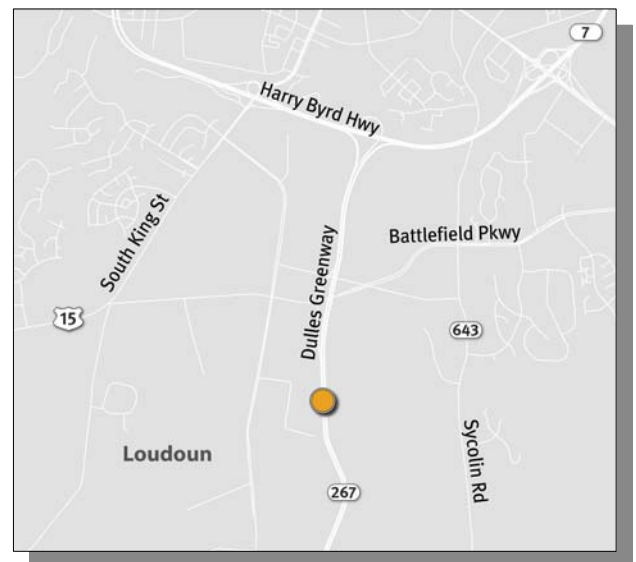 7
Harry Byrd Hwy
South King St
Dulles Greenway
Battlefield Pkwy
15
643
Loudoun
Sycolin Rd
267